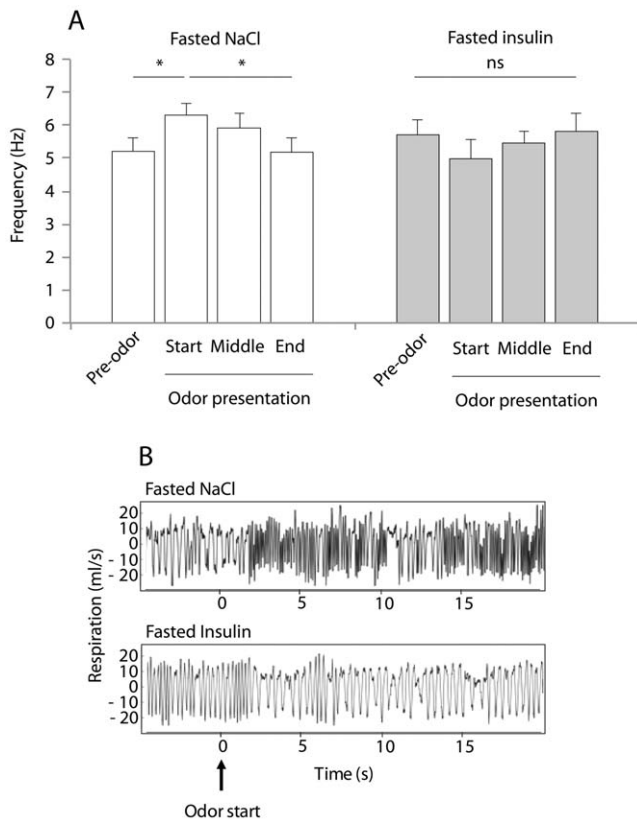 A
Fasted NaCl
Fasted insulin
* * ns
8
7
6
5
4
3
2
1
0
Frequency (Hz)
Pre-odor Start Middle End Pre-odor Start Middle End
Odor presentation Odor presentation
B
Fasted NaCl
20
10
0
- 10
- 20
0 5 10 15
Fasted Insulin
20
10
0
- 10
- 20
0 5 10 15
Respiration (ml/s)
Time (s)
Odor start